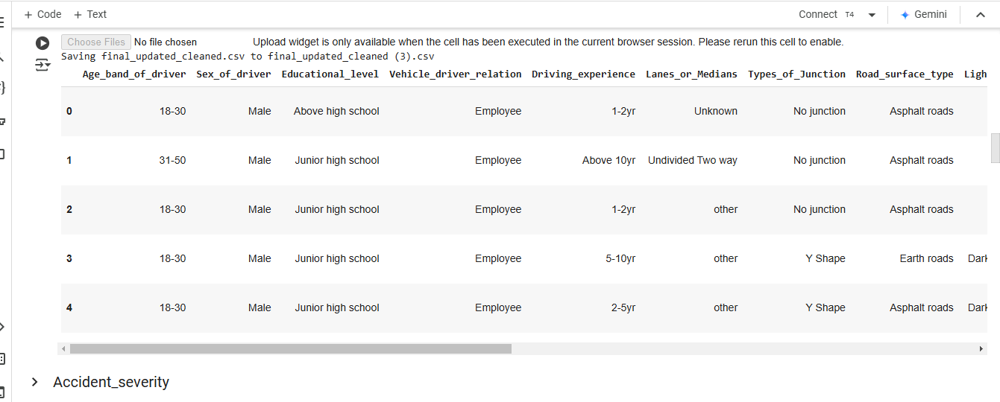 + Code + Text Connect T4 Gemini
Choose Files No file chosen Upload widget is only available when the cell has been executed in the current browser session. Please rerun this cell to enable.
Saving final_updated_cleaned.csv to final_updated_cleaned (3).csv
Age_band_of_driver Sex_of_driver Educational_level Vehicle_driver_relation Driving_experience Lanes_or_Medians Types_of_Junction Road_surface_type Ligh
0 18-30 Male Above high school Employee 1-2yr Unknown No junction Asphalt roads
1 31-50 Male Junior high school Employee Above 10yr Undivided Two way No junction Asphalt roads
2 18-30 Male Junior high school Employee 1-2yr other No junction Asphalt roads
3 18-30 Male Junior high school Employee 5-10yr other Y Shape Earth roads Dark
4 18-30 Male Junior high school Employee 2-5yr other Y Shape Asphalt roads Dark
Accident_severity